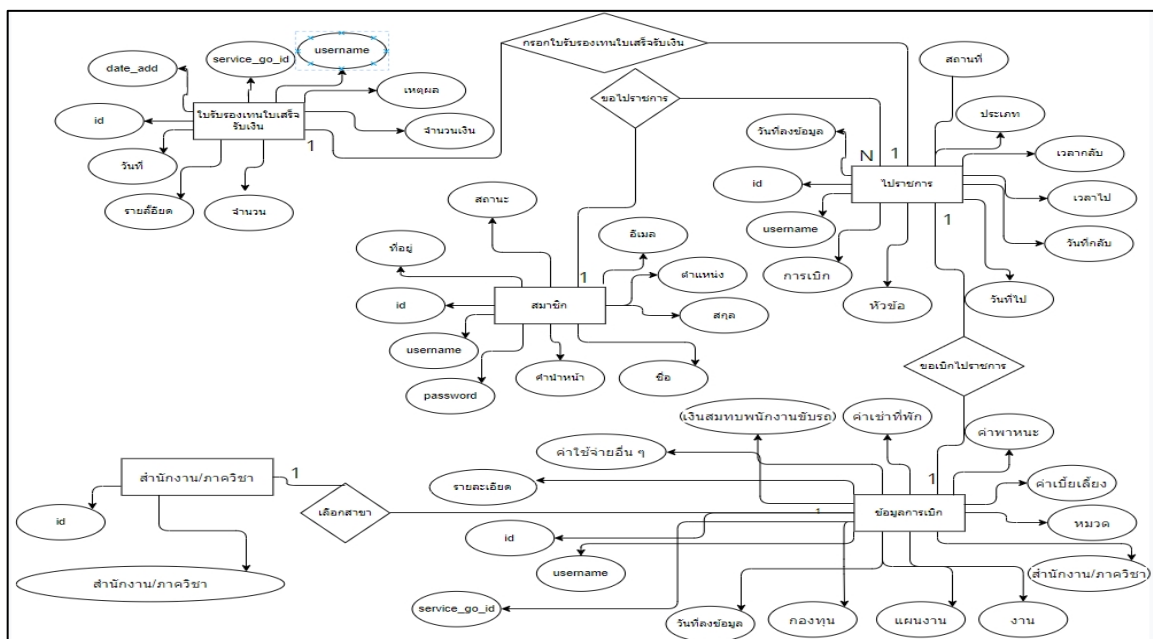 กรอกใบรับรองเทนใบเสร็จรับเงิน
username
service_go_id
date_add
เหตุผล
id
ใบรับรองเทนใบเสร็จ
รับเงิน
จำนวนเงิน
1
วันที่
รายลื้อียด
จำนวน
ขอไปราชการ
สถานที่
ประเภท
วันที่ลงข้อมูล
เวลากลับ
N
1
id
ไปราชการ
เวลาไป
username
1
วันที่กลับ
การเบิก
หัวข้อ
วันที่ไป
สถานะ
อีเมล
ที่อยู่
ตำแหน่ง
1
id
สมาชิก
สกุล
username
คำนำหน้า
ชื่อ
password
ขอเบิกไปราชการ
เงินสมทบพนักงานขับรถ
ค่าเช่าที่พัก
ค่าพาหนะ
ค่าใช้จ่ายอื่น ๆ
สำนักงาน/ภาควิชา
1
รายละเอียด
1
ค่าเบี้ยเลี้ยง
id
เลือกสาขา
1
ข้อมูลการเบิก
หมวด
id
username
สำนักงาน/ภาควิชา
สำนักงาน/ภาควิชา
service_go_id
วันที่ลงข้อมูล
กองทุน
แผนงาน
งาน